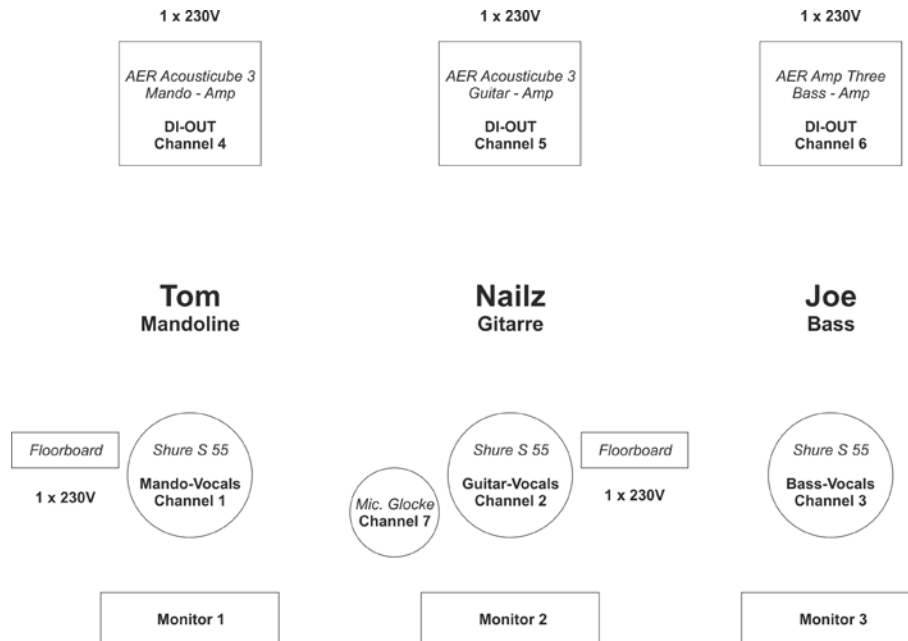 1 x 230V
1 x 230V
1 x 230V
AER Acousticube 3
Mando - Amp
DI-OUT
Channel 4
AER Acousticube 3
Guitar - Amp
DI-OUT
Channel 5
AER Amp Three
Bass - Amp
DI-OUT
Channel 6
Tom
Mandoline
Nailz
Gitarre
Joe
Bass
Floorboard
1 x 230V
Shure S 55
Mando-Vocals
Channel 1
Mic. Glocke
Channel 7
Shure S 55
Guitar-Vocals
Channel 2
Floorboard
1 x 230V
Shure S 55
Bass-Vocals
Channel 3
Monitor 1
Monitor 2
Monitor 3